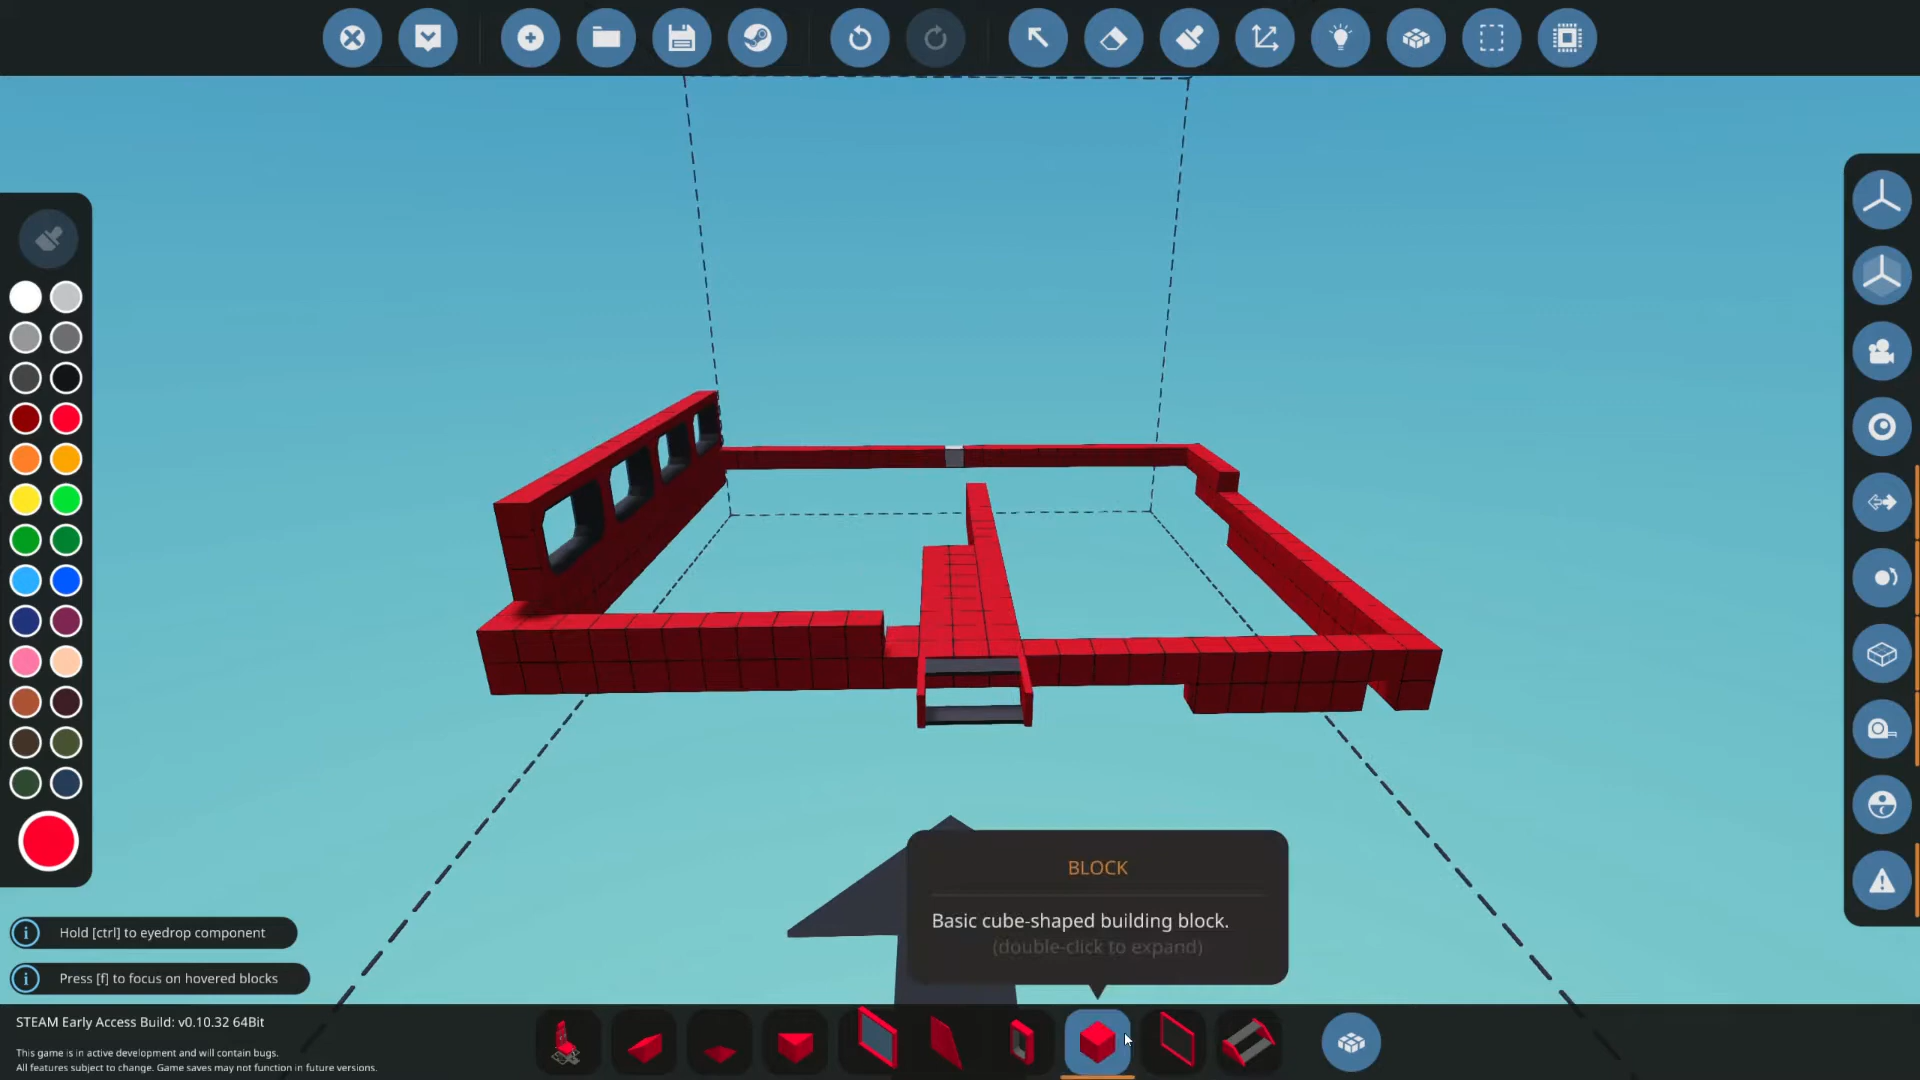 BLOCK
Basic cube-shaped building block.
(double-click to expand)
Hold [ctrl] to eyedrop component
Press [f] to focus on hovered blocks
STEAM Early Access Build: v0.10.32 64Bit
This game is in active development and will contain bugs.
All features subject to change. Game saves may not function in future versions.